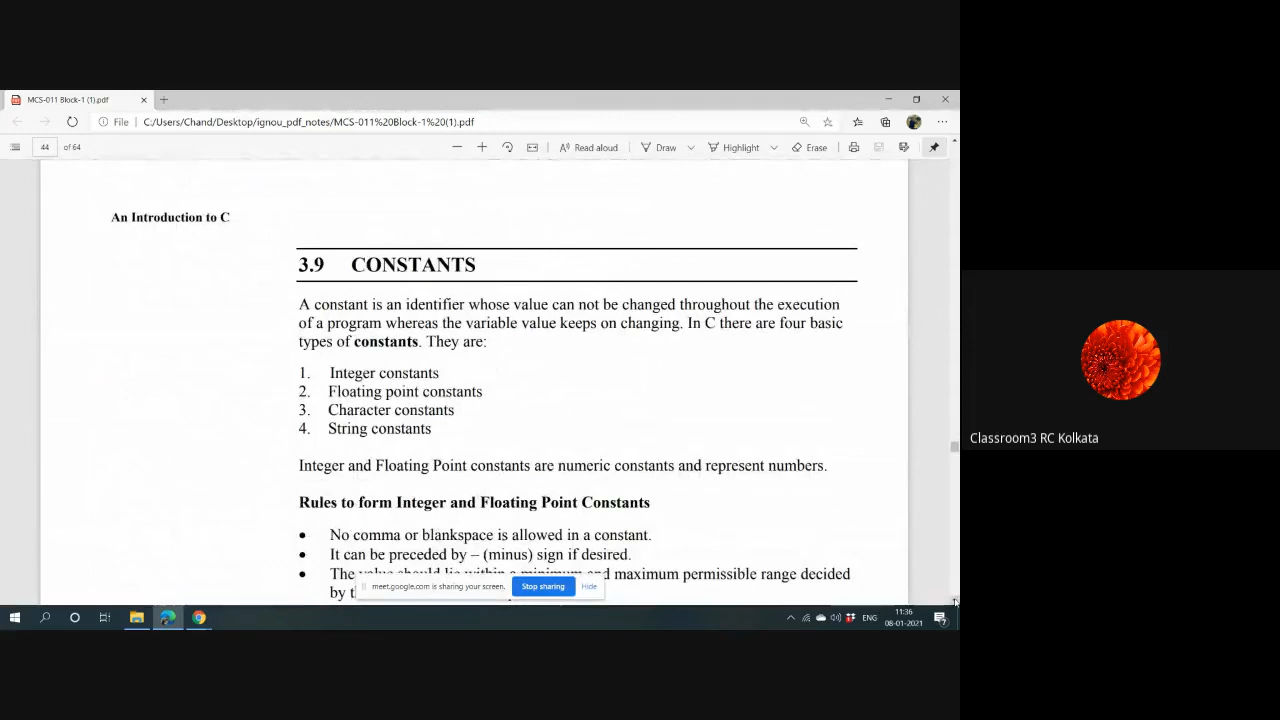 MCS-011 Block-1 (1).pdf
File C:/Users/Chand/Desktop/ignou_pdf_notes/MCS-011%20Block-1%20(1).pdf
44 of 64 Read aloud Draw Highlight Erase
An Introduction to C
3.9 CONSTANTS
A constant is an identifier whose value can not be changed throughout the execution
of a program whereas the variable value keeps on changing. In C there are four basic
types of constants. They are:
1. Integer constants
2. Floating point constants
3. Character constants
4. String constants
Integer and Floating Point constants are numeric constants and represent numbers.
Rules to form Integer and Floating Point Constants
• No comma or blankspace is allowed in a constant.
• It can be preceded by – (minus) sign if desired.
• The value should lie within a minimum and maximum permissible range decided
by
meet.google.com is sharing your screen. Stop sharing Hide
Classroom3 RC Kolkata
ENG 11:36
08-01-2021